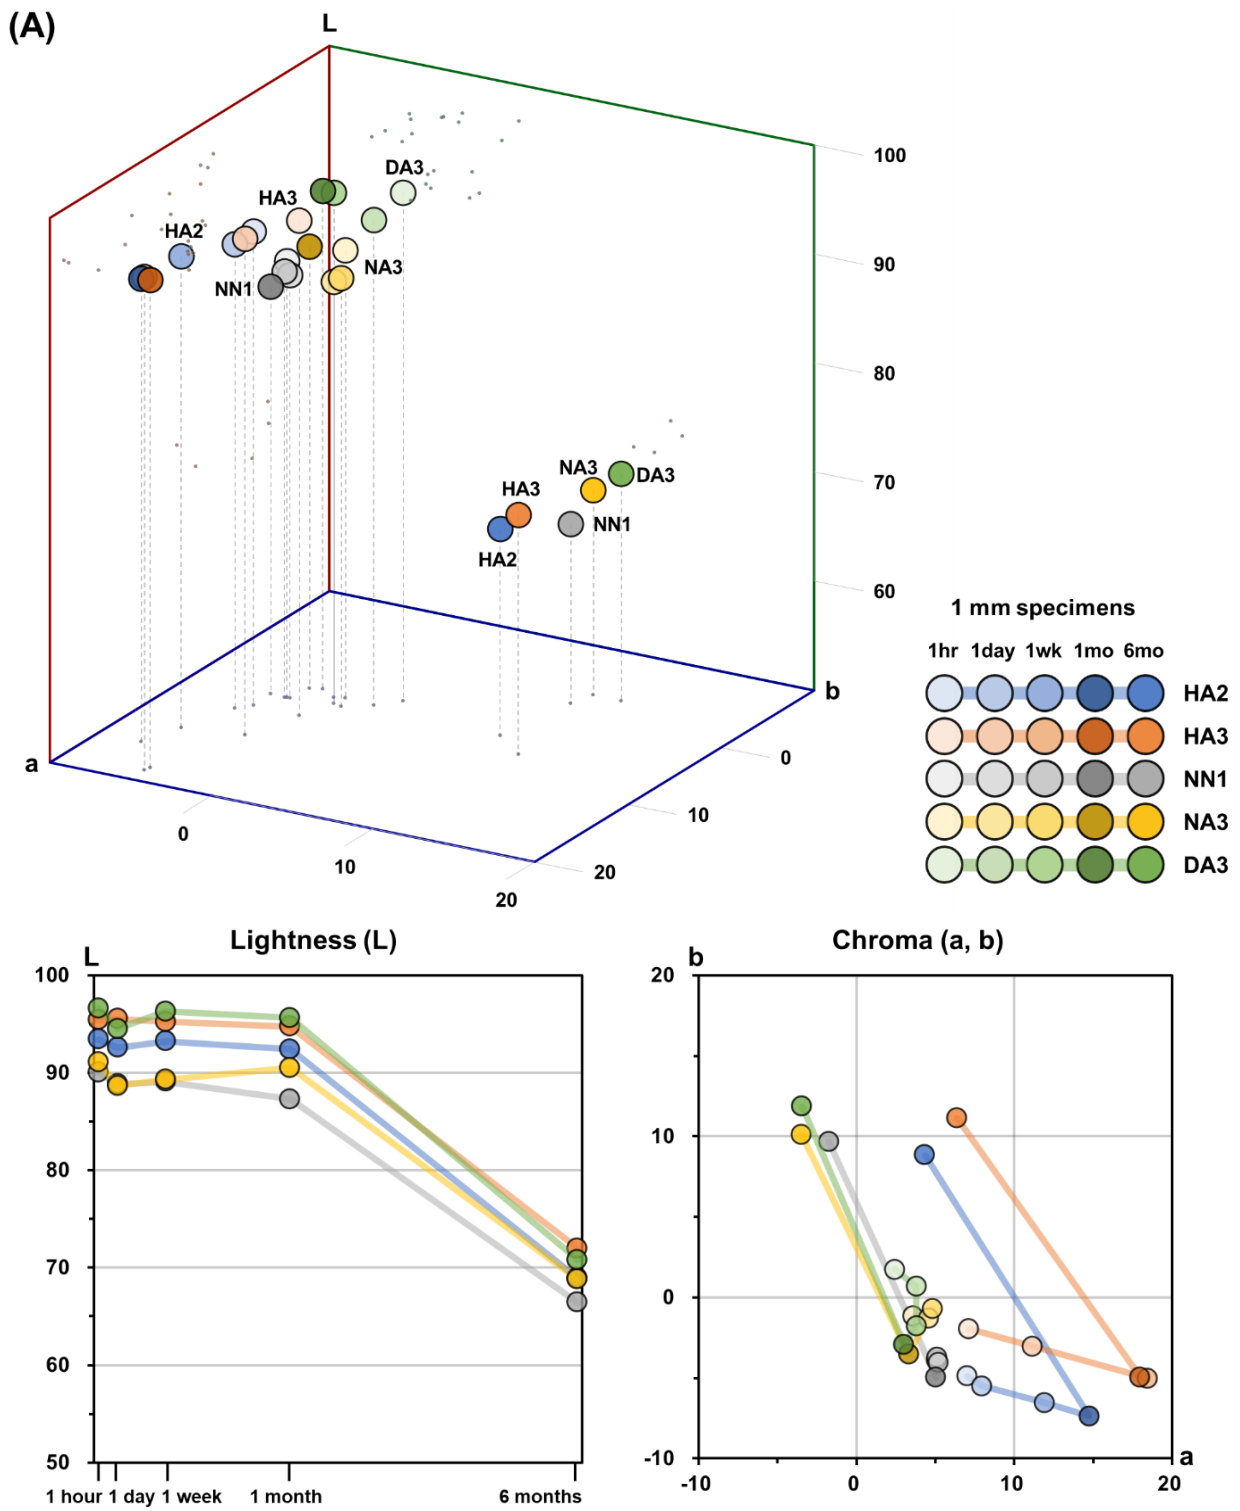 (A)
L
100
90
80
70
60
DA3
HA3
HA2
NA3
NN1
NA3
DA3
HA3
NN1
HA2
b
a
0
10
20
0
10
20
1 mm specimens
1hr 1day 1wk 1mo 6mo
HA2
HA3
NN1
NA3
DA3
Lightness (L)
L
100
90
80
70
60
50
1 hour 1 day 1 week 1 month 6 months
Chroma (a, b)
b
20
10
0
-10
a
-10 0 10 20